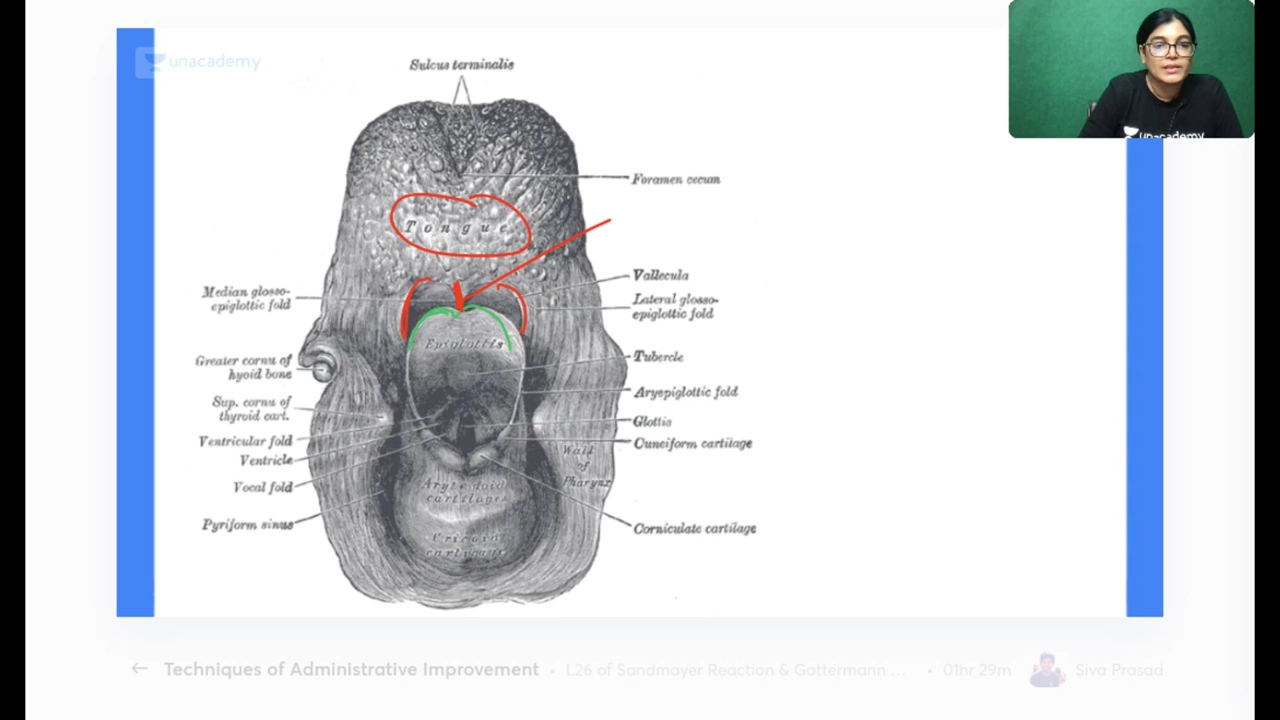 unacademy
Sulcus terminalis
Foramen cecum
Tongue
Median glosso-
epiglottic fold
Vallecula
Lateral glosso-
epiglottic fold
Epiglottis
Greater cornu of
hyoid bone
Tubercle
Sup. cornu of
thyroid cart.
Aryepiglottic fold
Ventricular fold
Glottis
Ventricle
Cuneiform cartilage
Wall
of
Pharynx
Vocal fold
Arytenoid
cartilages
Pyriform sinus
Corniculate cartilage
Cricoid
cartilage
unacademy
Techniques of Administrative Improvement • L26 of Sandmayer Reaction & Gattermann ... • 01hr 29m Siva Prasad